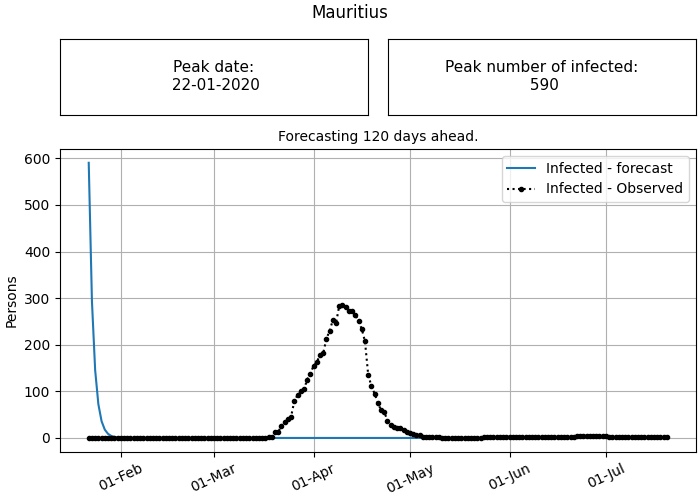 Mauritius
Peak date:
22-01-2020
Peak number of infected:
590
Forecasting 120 days ahead.
Infected - forecast
Infected - Observed
600
500
400
300
200
100
0
Persons
01-Feb
01-Mar
01-Apr
01-May
01-Jun
01-Jul